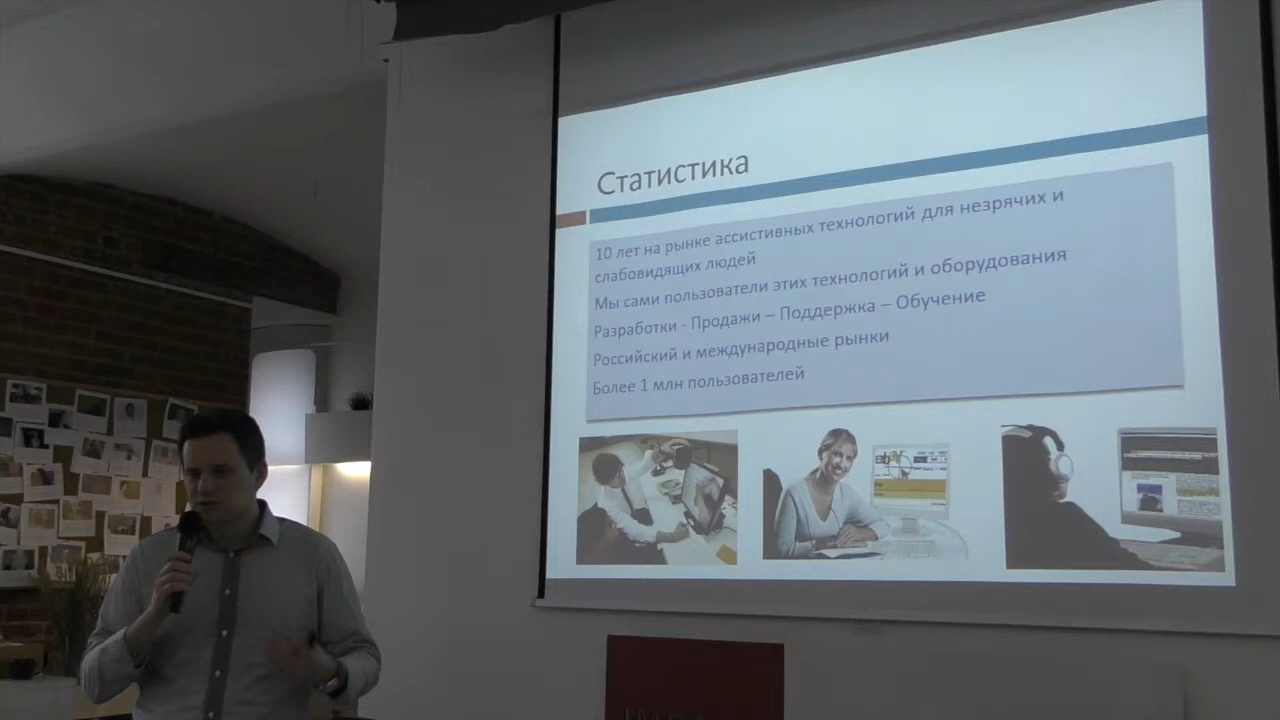 Статистика
10 лет на рынке ассистивных технологий для незрячих и
слабовидящих людей
Мы сами пользователи этих технологий и оборудования
Разработки - Продажи – Поддержка – Обучение
Российский и международные рынки
Более 1 млн пользователей